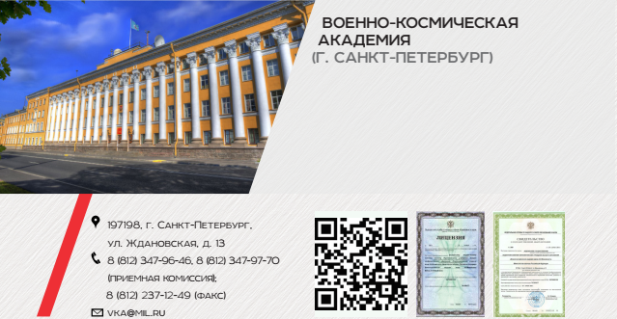 ВОЕННО-КОСМИЧЕСКАЯ
АКАДЕМИЯ
(Г. САНКТ-ПЕТЕРБУРГ)
197198, г. Санкт-Петербург,
ул. Ждановская, д. 13
8 (812) 347-96-46, 8 (812) 347-97-70
(приемная комиссия);
8 (812) 237-12-49 (факс)
VKA@MIL.RU
ЛИЦЕНЗИЯ